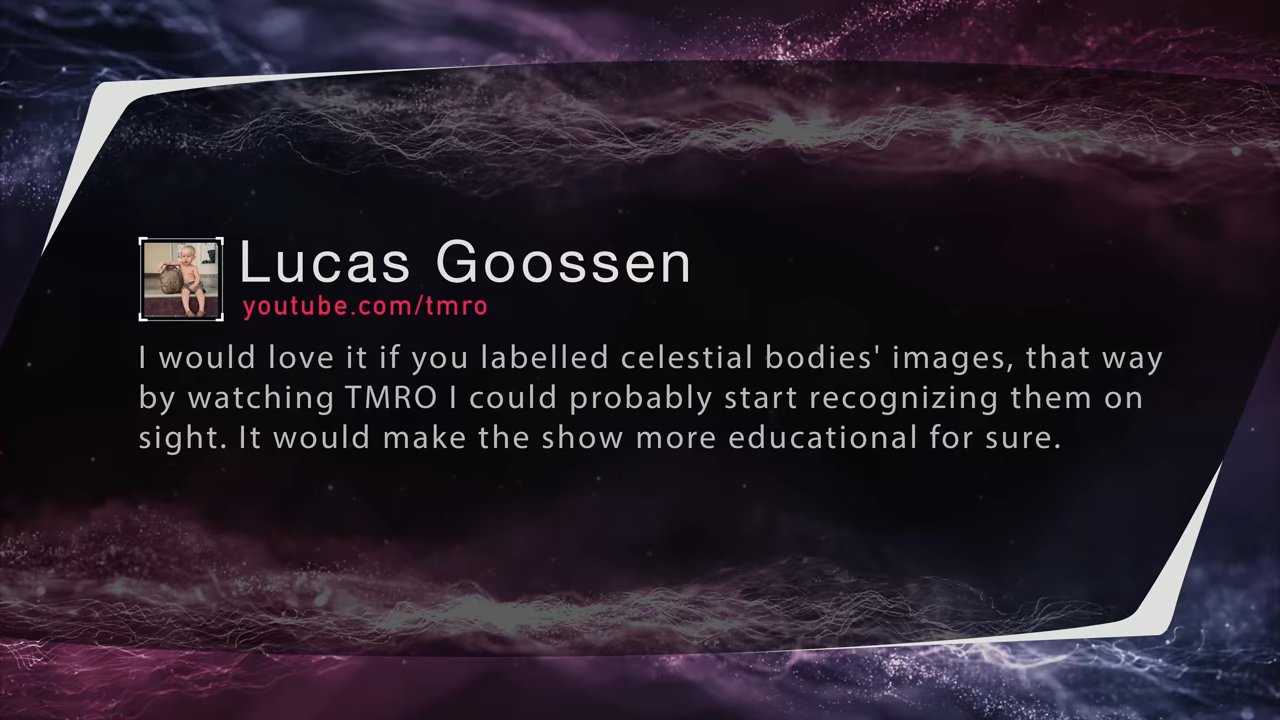 Lucas Goossen
youtube.com/tmro
I would love it if you labelled celestial bodies' images, that way
by watching TMRO I could probably start recognizing them on
sight. It would make the show more educational for sure.